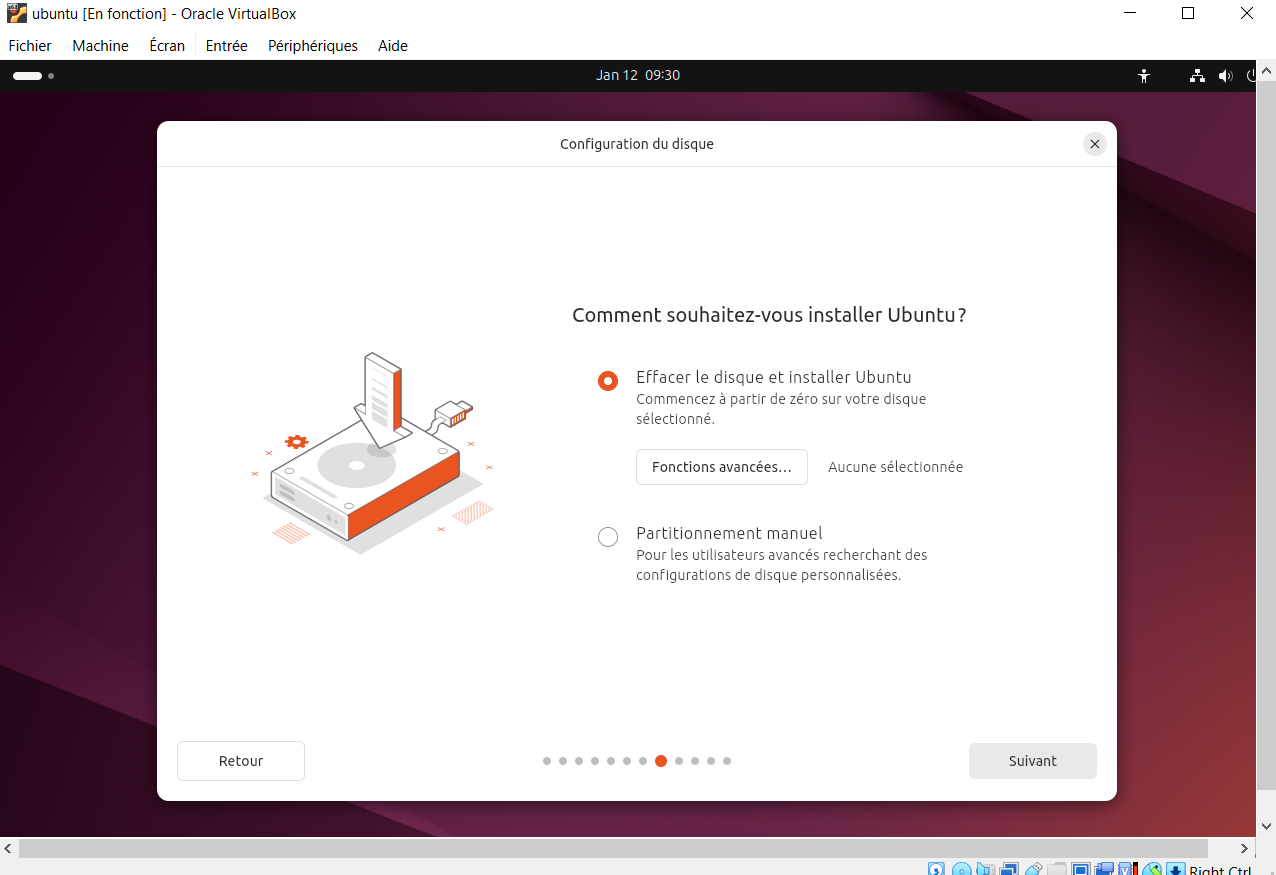 ubuntu [En fonction] - Oracle VirtualBox
Fichier Machine Écran Entrée Périphériques Aide
Jan 12 09:30
Configuration du disque
Comment souhaitez-vous installer Ubuntu ?
Effacer le disque et installer Ubuntu
Commencez à partir de zéro sur votre disque
sélectionné.
Fonctions avancées… Aucune sélectionnée
Partitionnement manuel
Pour les utilisateurs avancés recherchant des
configurations de disque personnalisées.
Retour Suivant
Right Ctrl